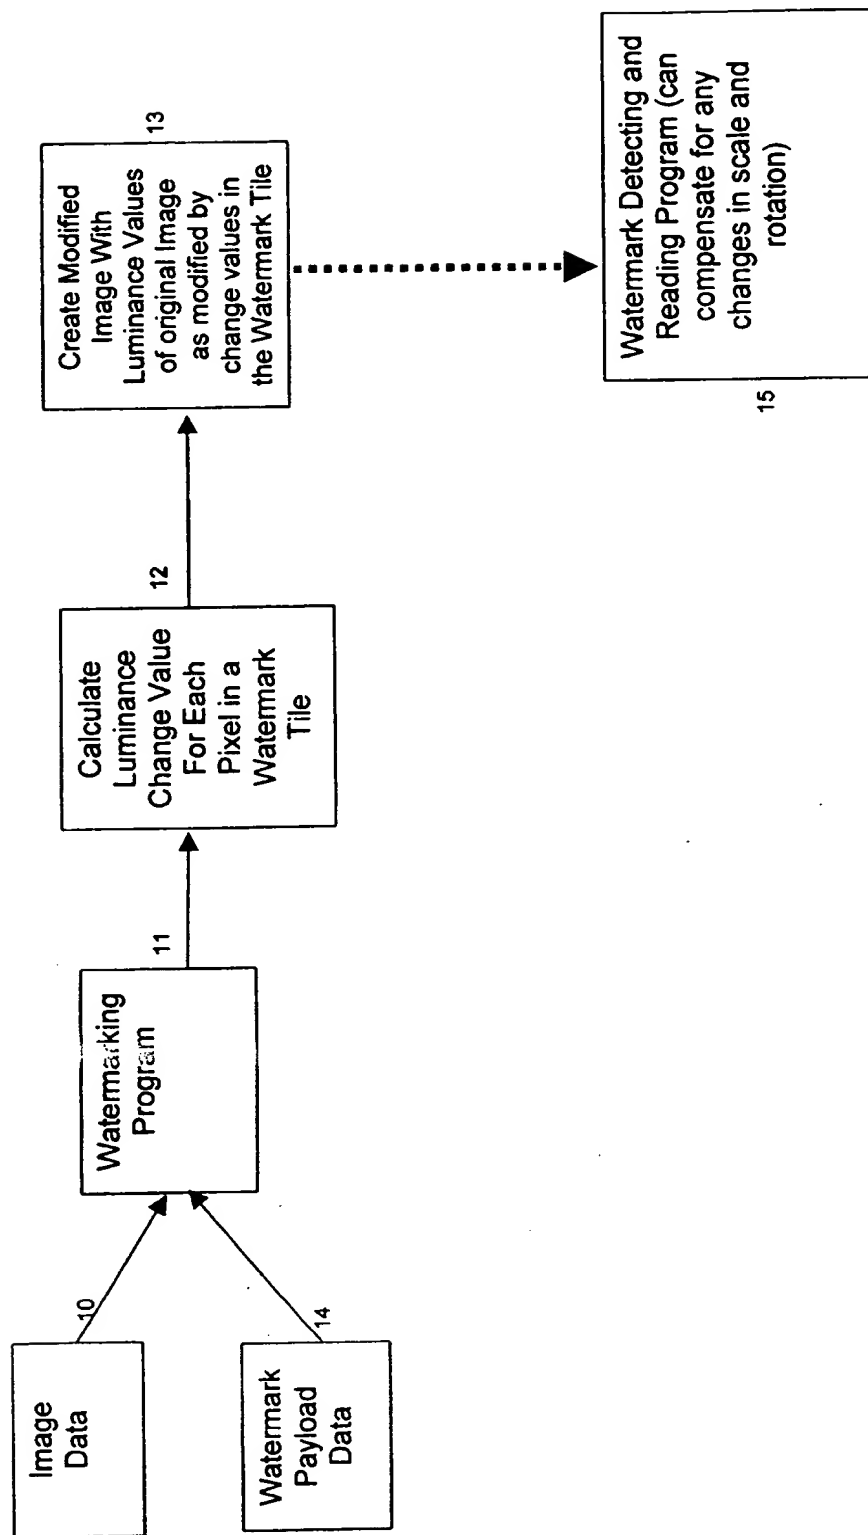 Image
Data
10
Watermark
Payload
Data
14
Watermarking
Program
11
Calculate
Luminance
Change Value
For Each
Pixel in a
Watermark
Tile
12
Create Modified
Image With
Luminance Values
of original Image
as modified by
change values in
the Watermark Tile
13
Watermark Detecting and
Reading Program (can
compensate for any
changes in scale and
rotation)
15